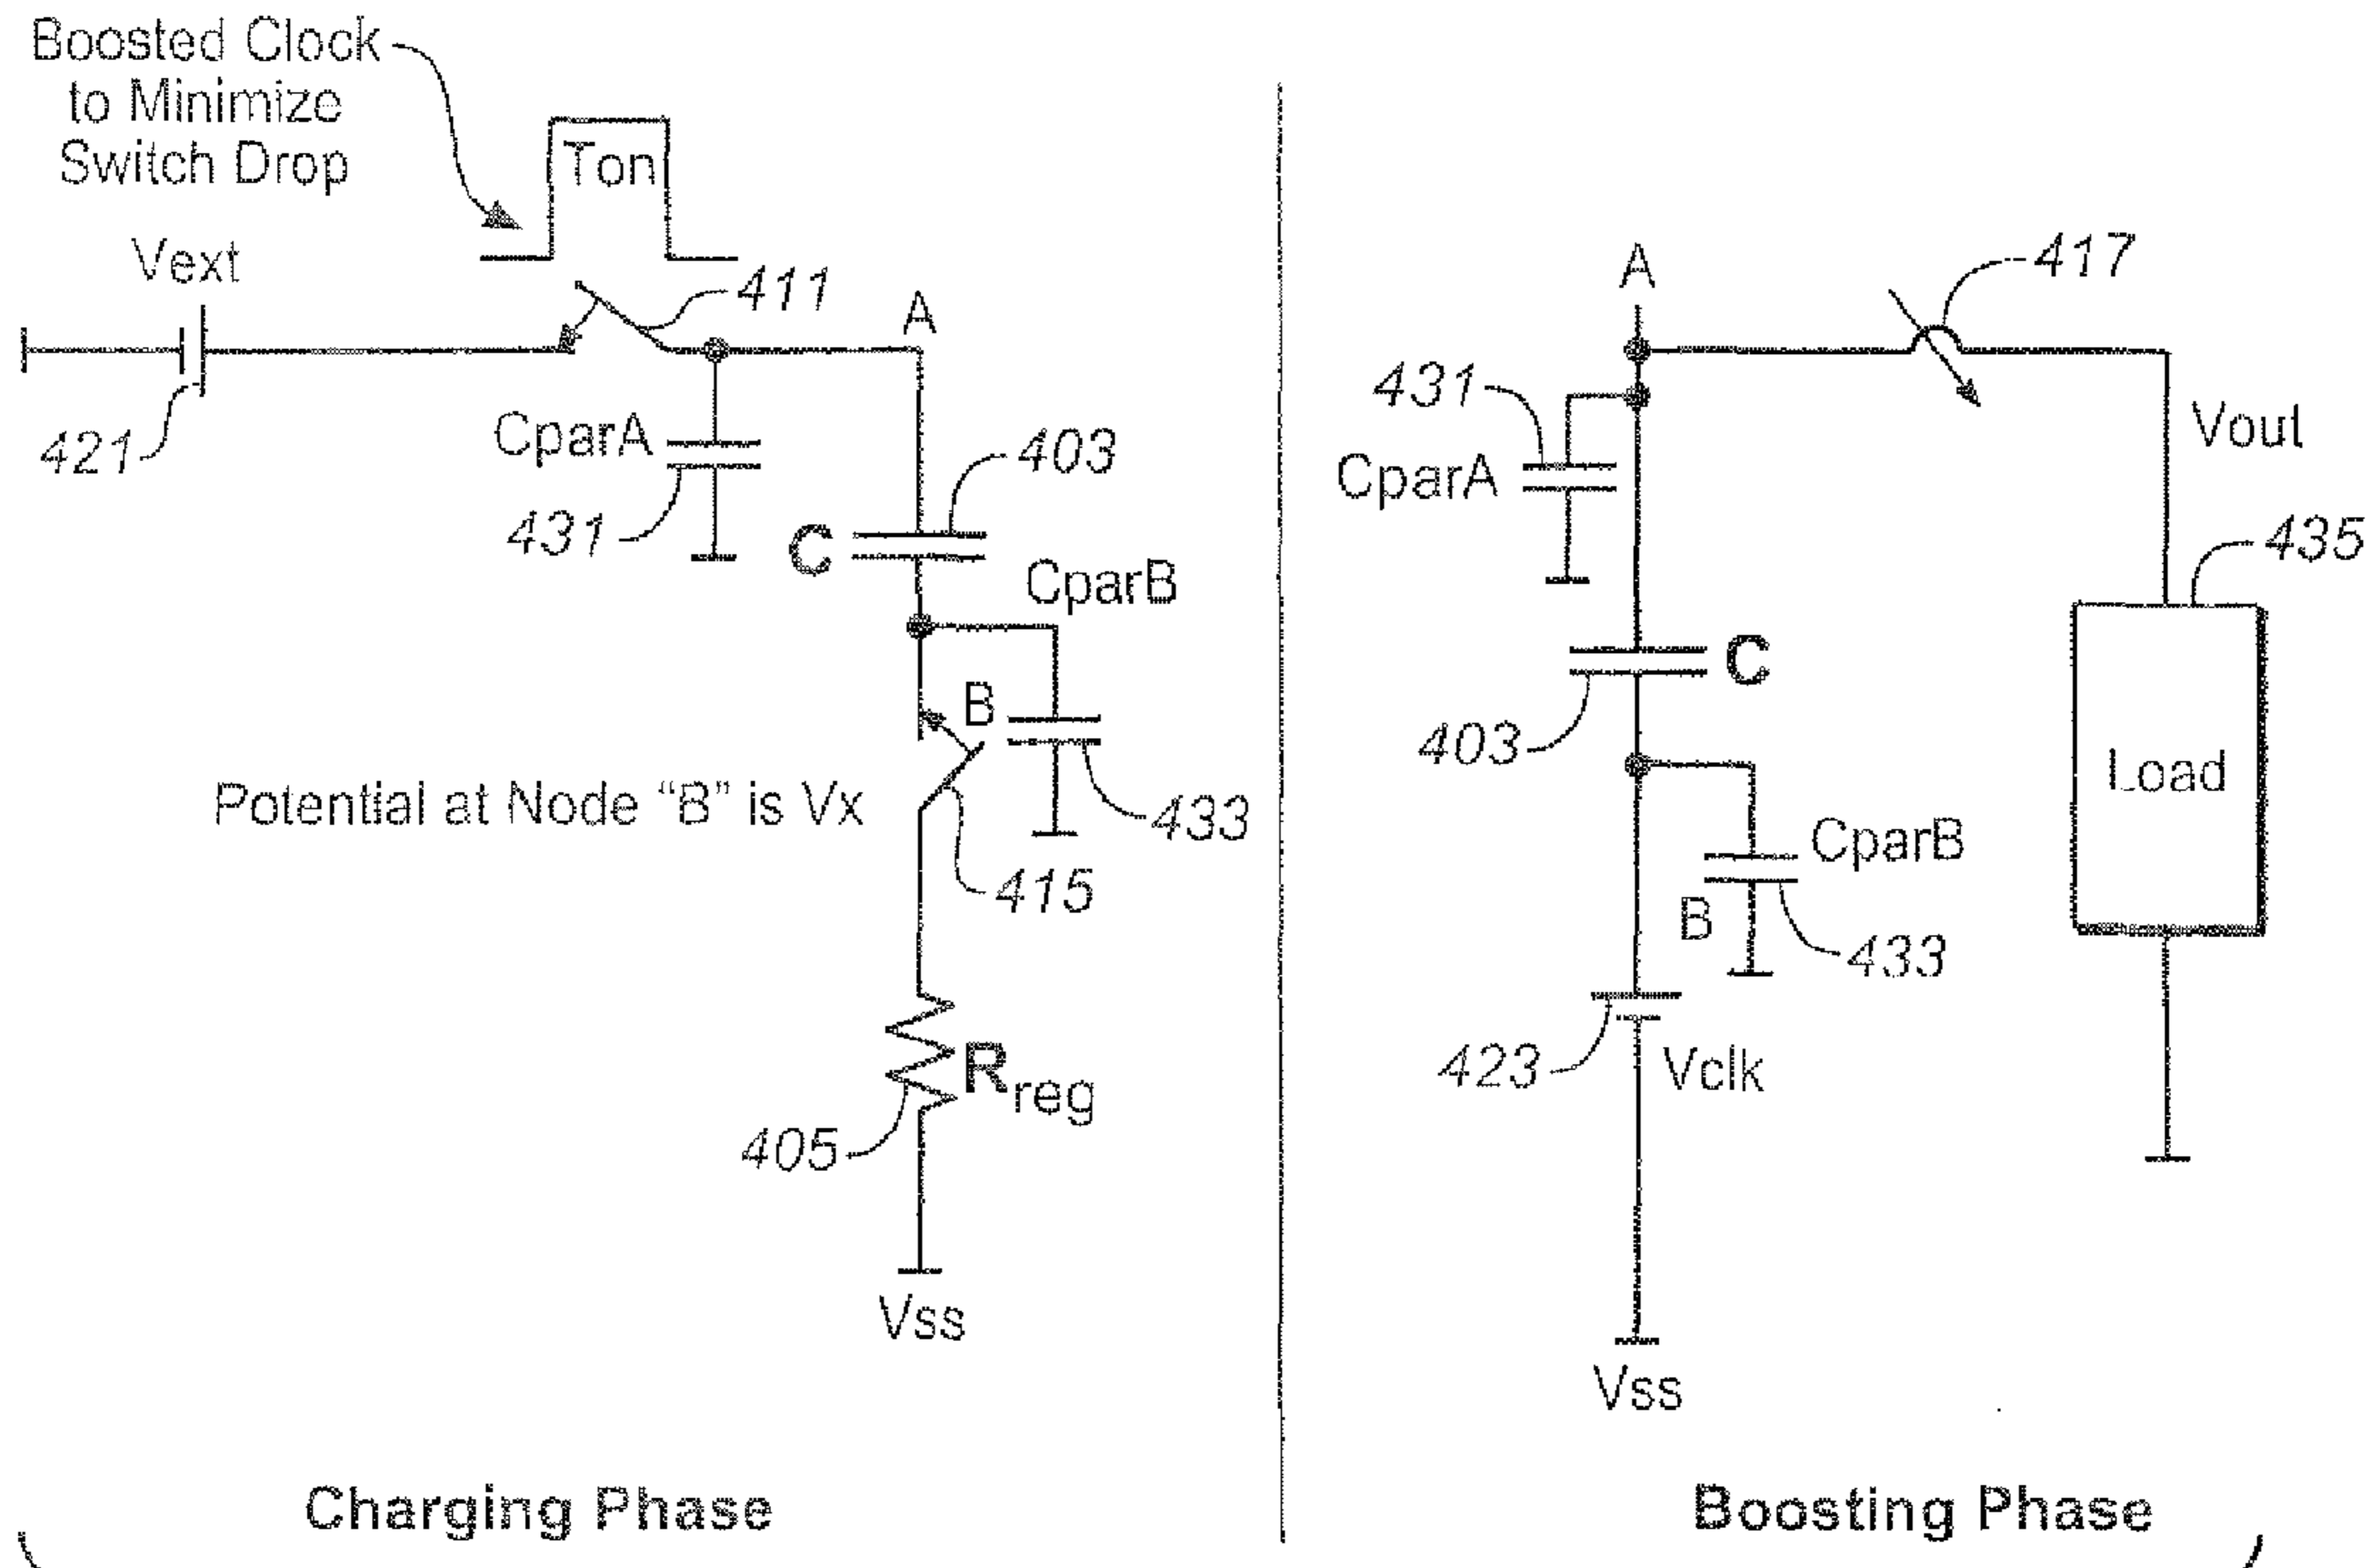 Boosted Clock
to Minimize
Switch Drop
Ton
Vext
411
A
421
CparA
431
403
C
CparB
B
Potential at Node “B” is Vx
433
415
Rreg
405
Vss
Charging Phase
A
417
431
CparA
Vout
435
C
403
Load
CparB
B
433
423
Vclk
Vss
Boosting Phase